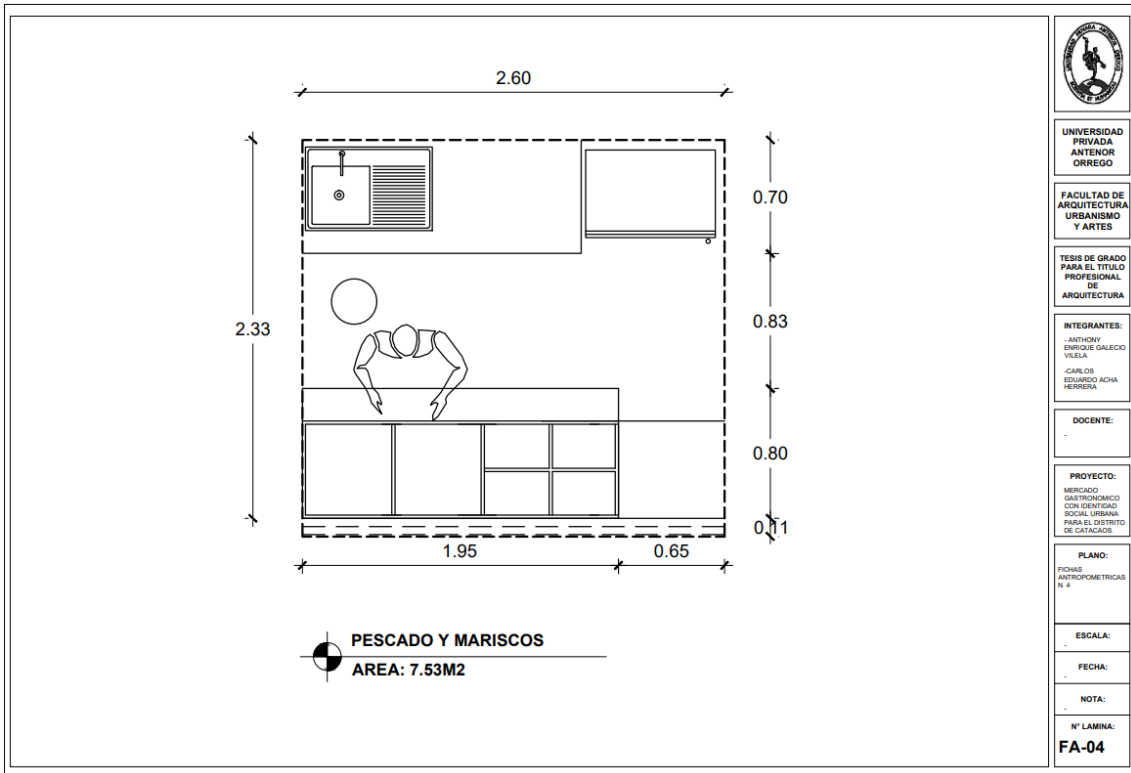 2.60
2.33
0.70
0.83
0.80
0.11
1.95
0.65
PESCADO Y MARISCOS
AREA: 7.53M2
UNIVERSIDAD
PRIVADA
ANTENOR
ORREGO
FACULTAD DE
ARQUITECTURA
URBANISMO
Y ARTES
TESIS DE GRADO
PARA EL TITULO
PROFESIONAL
DE
ARQUITECTURA
INTEGRANTES:
- ANTHONY
ENRIQUE GALECIO
VILELA
-CARLOS
EDUARDO ACHA
HERRERA
DOCENTE:
-
PROYECTO:
MERCADO
GASTRONOMICO
CON IDENTIDAD
SOCIAL URBANA
PARA EL DISTRITO
DE CATACAOS.
PLANO:
FICHAS
ANTROPOMETRICAS
N. 4
ESCALA:
-
FECHA:
-
NOTA:
-
N° LAMINA:
FA-04